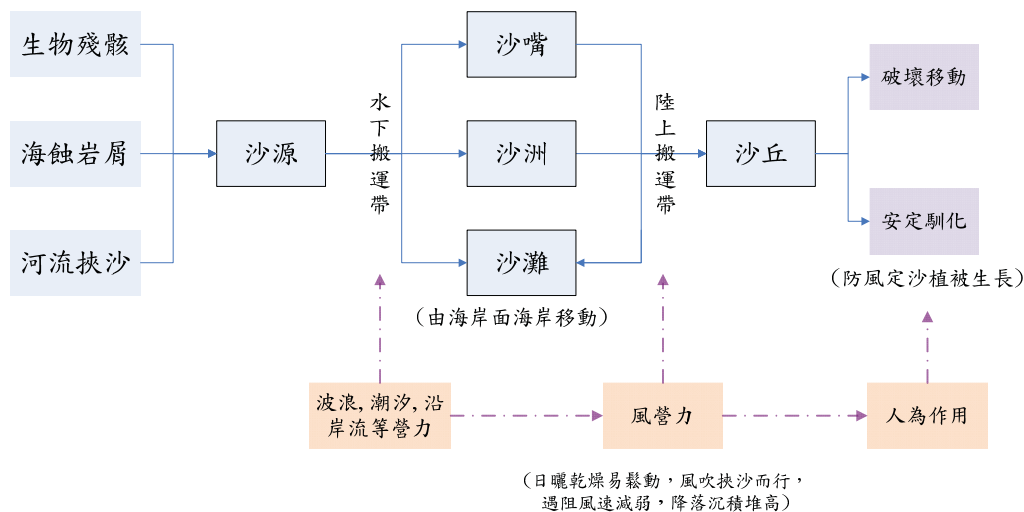 生物殘骸
海蝕岩屑
河流挾沙
沙源
水下搬運帶
沙嘴
沙洲
沙灘
(由海岸面海岸移動)
陸上搬運帶
沙丘
破壞移動
安定馴化
(防風定沙植被生長)
波浪,潮汐,沿
岸流等營力
風營力
人為作用
(日曬乾燥易鬆動，風吹挾沙而行，
遇阻風速減弱，降落沉積堆高)